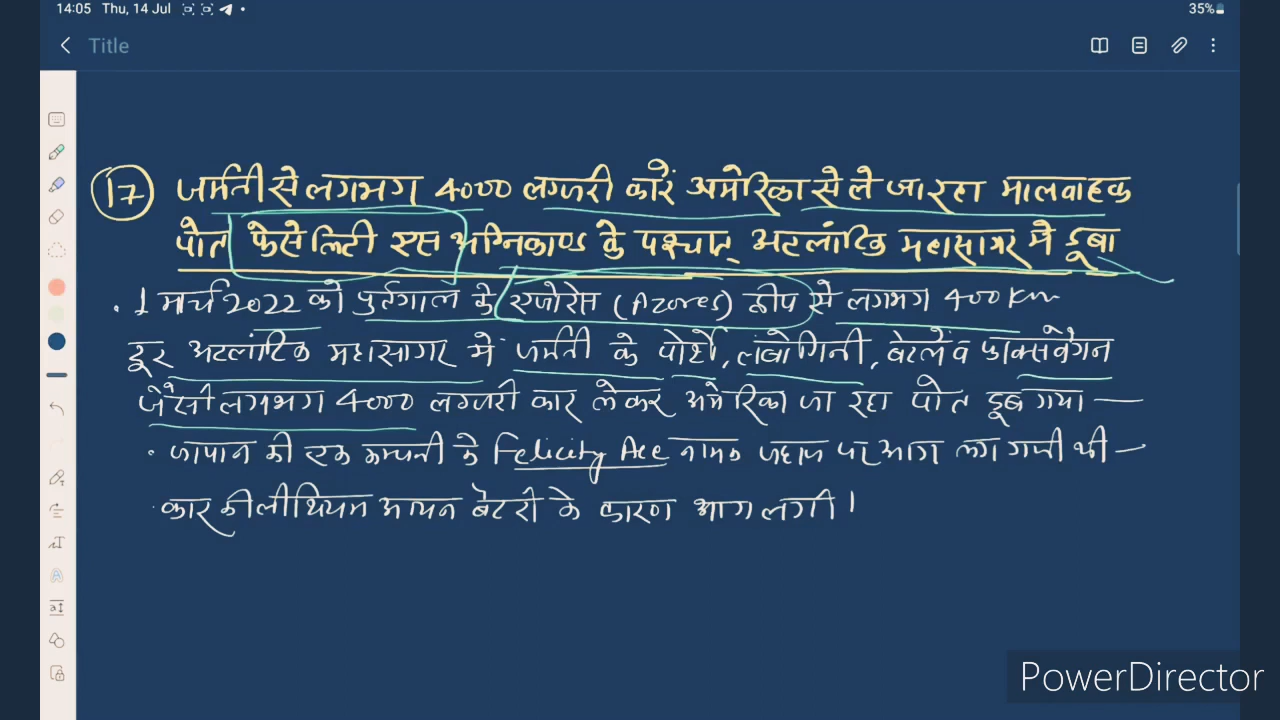 14:05 Thu, 14 Jul
35%
Title
17 जर्मनी से लगभग 4000 लग्जरी कारें अमेरिका से ले जा रहा मालवाहक
पोत फेसेलिटी एस अग्निकाण्ड के पश्चात् अटलांटिक महासागर मे डूबा
. 1 मार्च 2022 को पुर्तगाल के एजोरेस (Azores) द्वीप से लगभग 400 km
दूर अटलांटिक महासागर में जर्मनी के पोर्शे, लंबोर्गिनी, बेंटले व फॉक्सवैगन
जैसी लगभग 4000 लग्जरी कार लेकर अमेरिका जा रहा पोत डूब गया —
. जापान की एक कम्पनी के Felicity Ace नामक जहाज पर आग लग गयी थी —
. कार की लीथियम आयन बैटरी के कारण आग लगी।
PowerDirector